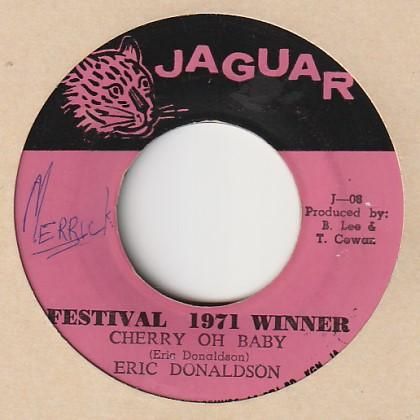 JAGUAR
Merrick
J—08
Produced by:
B. Lee &
T. Cowan.
FESTIVAL 1971 WINNER
CHERRY OH BABY
(Eric Donaldson)
ERIC DONALDSON